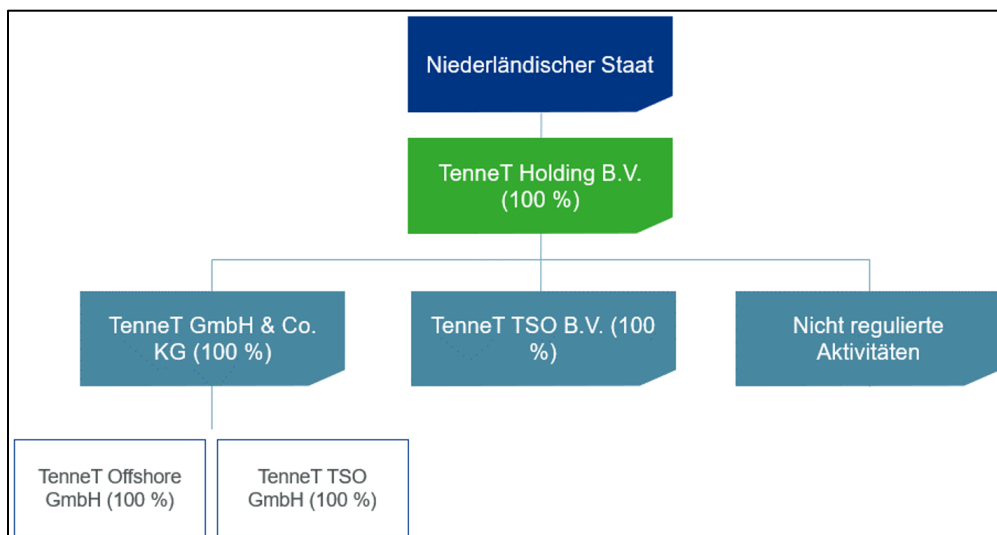 Niederländischer Staat
TenneT Holding B.V.
(100 %)
TenneT GmbH & Co.
KG (100 %)
TenneT TSO B.V. (100
%)
Nicht regulierte
Aktivitäten
TenneT Offshore
GmbH (100 %)
TenneT TSO
GmbH (100 %)